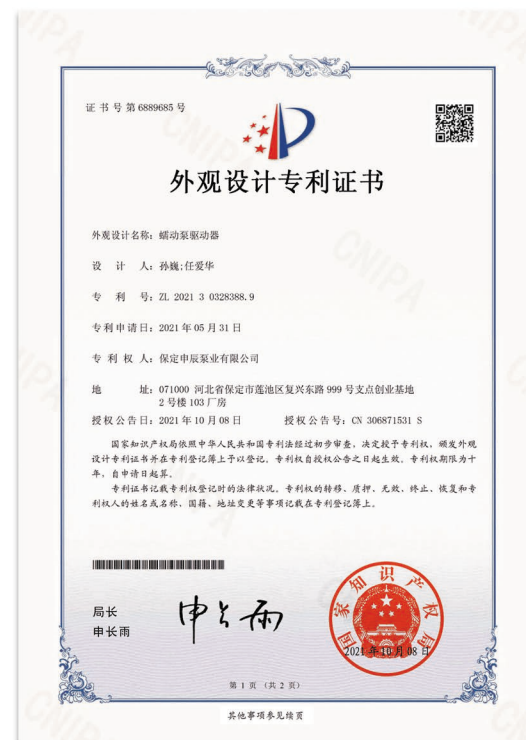 证书号第6889685号
外观设计专利证书
外观设计名称：蠕动泵驱动器
设 计 人：孙巍;任爱华
专 利 号：ZL 2021 3 0328388.9
专利申请日：2021年05月31日
专 利 权 人：保定申辰泵业有限公司
地 址：071000 河北省保定市莲池区复兴东路999号支点创业基地
2号楼103厂房
授权公告日：2021年10月08日 授权公告号：CN 306871531 S
国家知识产权局依照中华人民共和国专利法经过初步审查，决定授予专利权，颁发外观
设计专利证书并在专利登记簿上予以登记。专利权自授权公告之日起生效。专利权期限为十
年，自申请日起算。
专利证书记载专利权登记时的法律状况。专利权的转移、质押、无效、终止、恢复和专
利权人的姓名或名称、国籍、地址变更等事项记载在专利登记簿上。
局长
申长雨
申长雨
国家知识产权局
2021年10月08日
第 1 页 （共 2 页）
其他事项参见续页
CNIPA